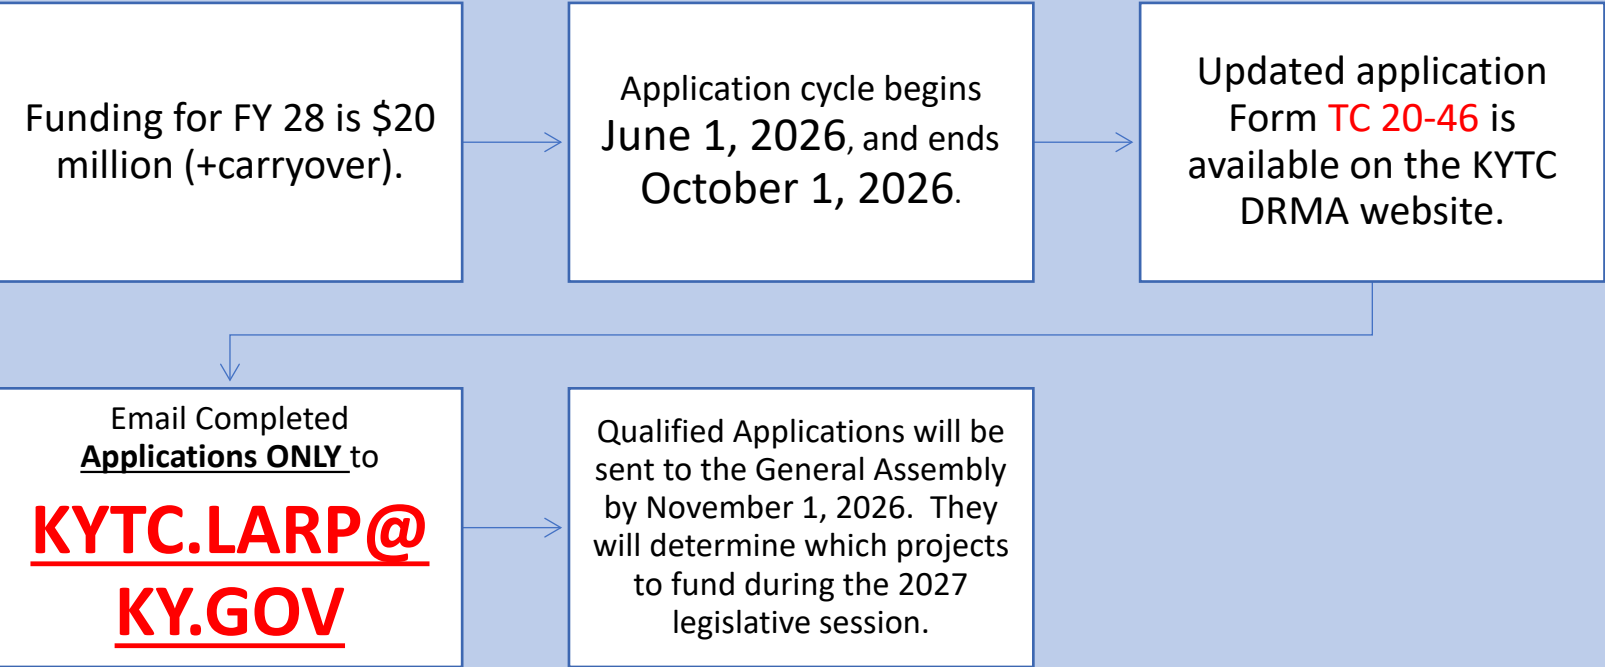 Funding for FY 28 is $20
million (+carryover).
Application cycle begins
June 1, 2026, and ends
October 1, 2026.
Updated application
Form TC 20-46 is
available on the KYTC
DRMA website.
Email Completed
Applications ONLY to
KYTC.LARP@
KY.GOV
Qualified Applications will be
sent to the General Assembly
by November 1, 2026. They
will determine which projects
to fund during the 2027
legislative session.